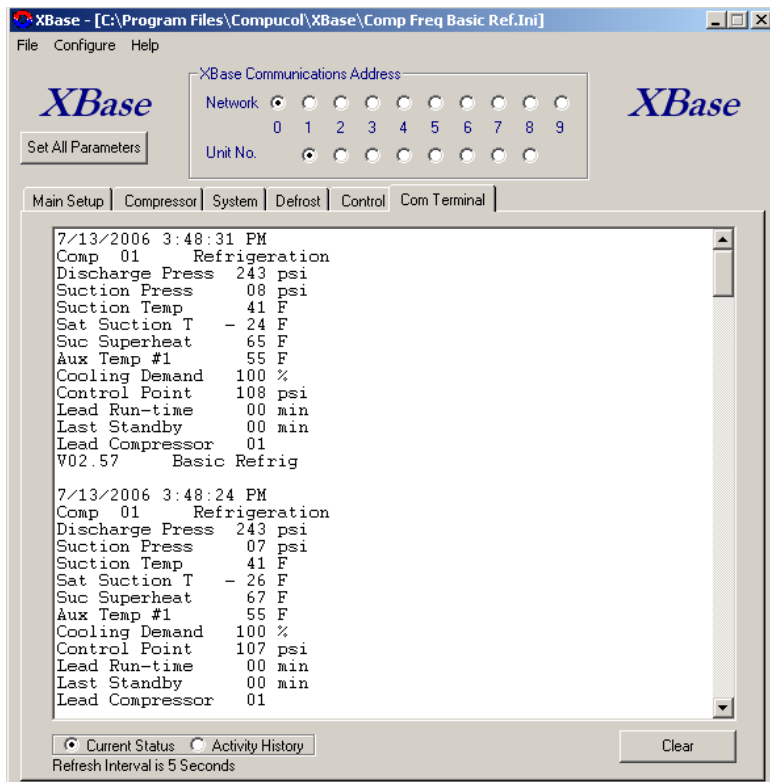 XBase - [C:\Program Files\Compucol\XBase\Comp Freq Basic Ref.Ini]
File Configure Help
XBase Communications Address
XBase
Network
XBase
0 1 2 3 4 5 6 7 8 9
Set All Parameters
Unit No.
Main Setup Compressor System Defrost Control Com Terminal
7/13/2006 3:48:31 PM
Comp 01 Refrigeration
Discharge Press 243 psi
Suction Press 08 psi
Suction Temp 41 F
Sat Suction T - 24 F
Suc Superheat 65 F
Aux Temp #1 55 F
Cooling Demand 100 %
Control Point 108 psi
Lead Run-time 00 min
Last Standby 00 min
Lead Compressor 01
V02.57 Basic Refrig
7/13/2006 3:48:24 PM
Comp 01 Refrigeration
Discharge Press 243 psi
Suction Press 07 psi
Suction Temp 41 F
Sat Suction T - 26 F
Suc Superheat 67 F
Aux Temp #1 55 F
Cooling Demand 100 %
Control Point 107 psi
Lead Run-time 00 min
Last Standby 00 min
Lead Compressor 01
Current Status Activity History
Clear
Refresh Interval is 5 Seconds